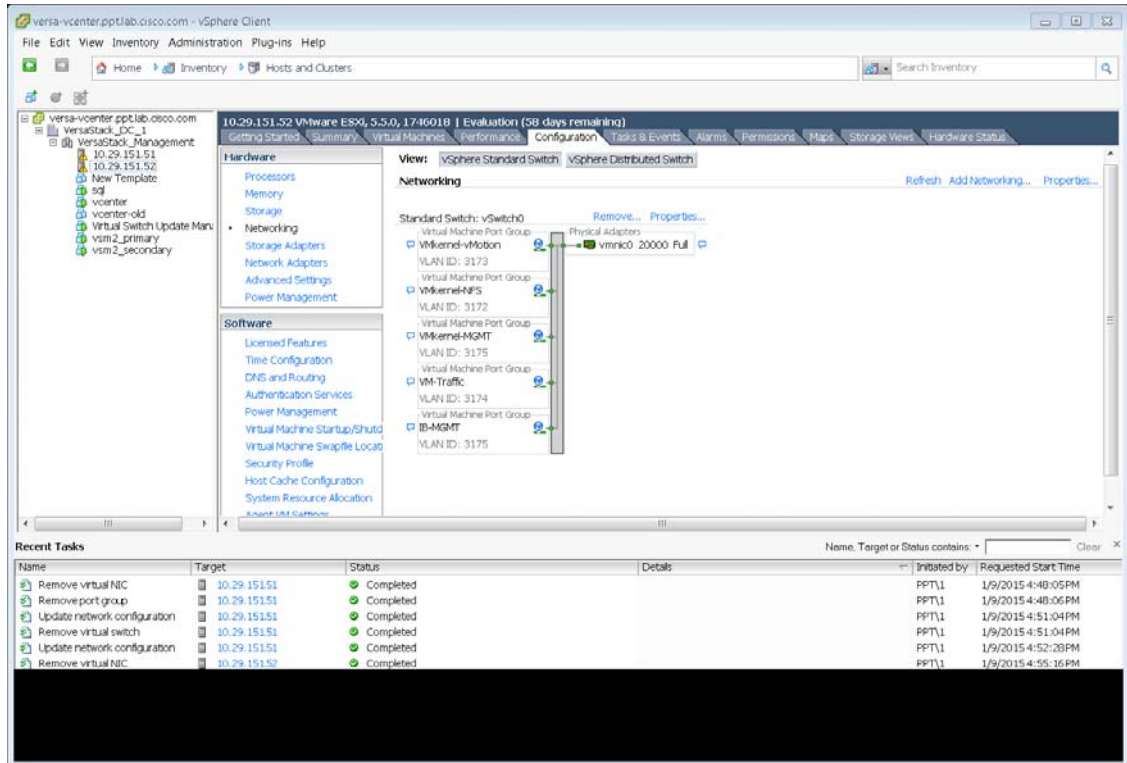 versa-vcenter.ppt.lab.cisco.com - vSphere Client
File Edit View Inventory Administration Plug-ins Help
Home Inventory Hosts and Clusters
Search Inventory
versa-vcenter.ppt.lab.cisco.com
VersaStack_DC_1
VersaStack_Management
10.29.151.51
10.29.151.52
New Template
sql
vcenter
vcenter-old
Virtual Switch Update Man
vsm2_primary
vsm2_secondary
10.29.151.52 VMware ESXi, 5.5.0, 1746018 | Evaluation (58 days remaining)
Getting Started Summary Virtual Machines Performance Configuration Tasks & Events Alarms Permissions Maps Storage Views Hardware Status
Hardware
Processors
Memory
Storage
Networking
Storage Adapters
Network Adapters
Advanced Settings
Power Management
Software
Licensed Features
Time Configuration
DNS and Routing
Authentication Services
Power Management
Virtual Machine Startup/Shutd
Virtual Machine Swapfile Locati
Security Profile
Host Cache Configuration
System Resource Allocation
Agent VM Settings
View: vSphere Standard Switch vSphere Distributed Switch
Networking
Refresh Add Networking... Properties...
Standard Switch: vSwitch0 Remove... Properties...
Virtual Machine Port Group Physical Adapters
VMkernel-vMotion vmnic0 20000 Full
VLAN ID: 3173
Virtual Machine Port Group
VMkernel-NFS
VLAN ID: 3172
Virtual Machine Port Group
VMkernel-MGMT
VLAN ID: 3175
Virtual Machine Port Group
VM-Traffic
VLAN ID: 3174
Virtual Machine Port Group
IB-MGMT
VLAN ID: 3175
Recent Tasks
Name, Target or Status contains: Clear
Name Target Status Details Initiated by Requested Start Time
Remove virtual NIC 10.29.151.51 Completed PPT\1 1/9/2015 4:48:05 PM
Remove port group 10.29.151.51 Completed PPT\1 1/9/2015 4:48:06 PM
Update network configuration 10.29.151.51 Completed PPT\1 1/9/2015 4:51:04 PM
Remove virtual switch 10.29.151.51 Completed PPT\1 1/9/2015 4:51:04 PM
Update network configuration 10.29.151.51 Completed PPT\1 1/9/2015 4:52:28 PM
Remove virtual NIC 10.29.151.52 Completed PPT\1 1/9/2015 4:55:16 PM